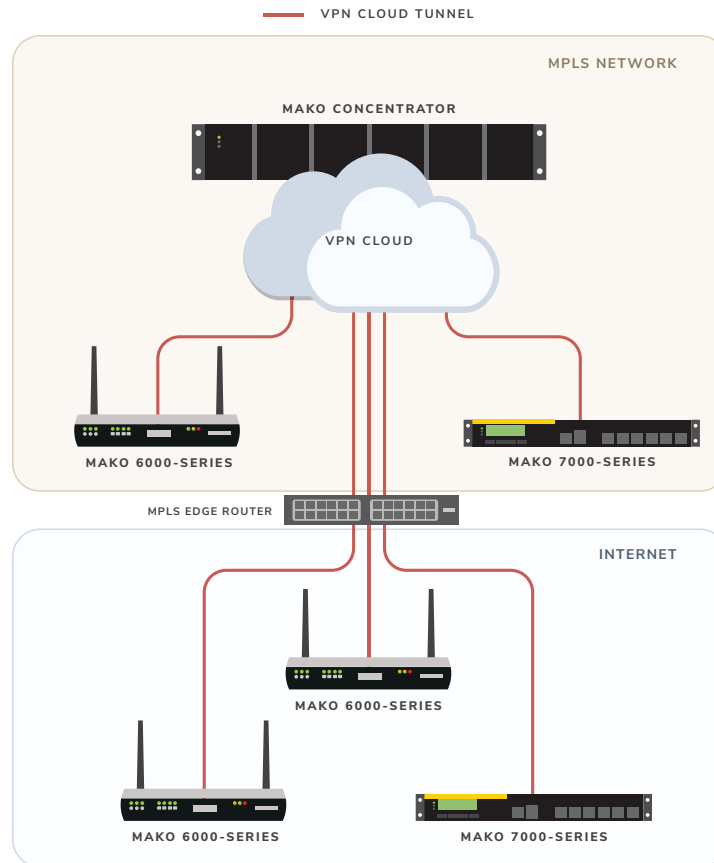 VPN CLOUD TUNNEL
MPLS NETWORK
MAKO CONCENTRATOR
VPN CLOUD
MAKO 6000-SERIES
MAKO 7000-SERIES
MPLS EDGE ROUTER
INTERNET
MAKO 6000-SERIES
MAKO 6000-SERIES
MAKO 7000-SERIES